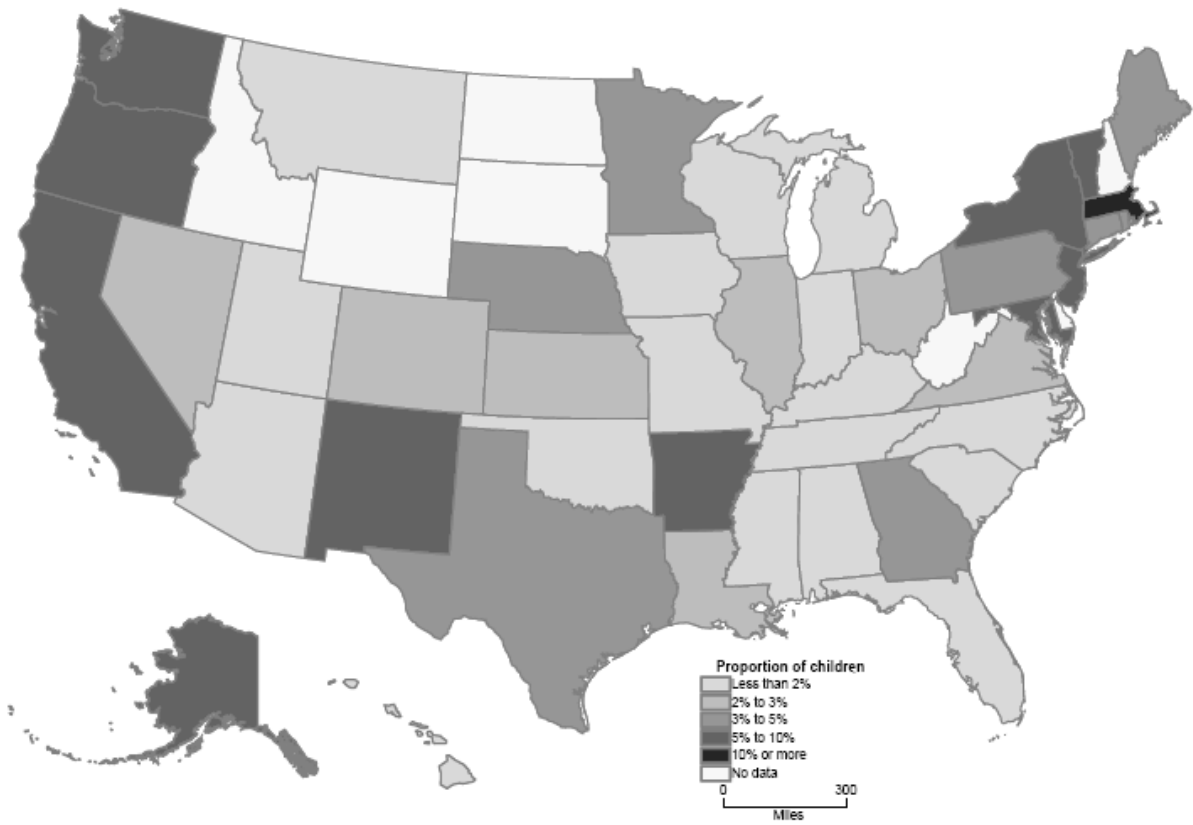 Proportion of children
Less than 2%
2% to 3%
3% to 5%
5% to 10%
10% or more
No data
0 300
Miles